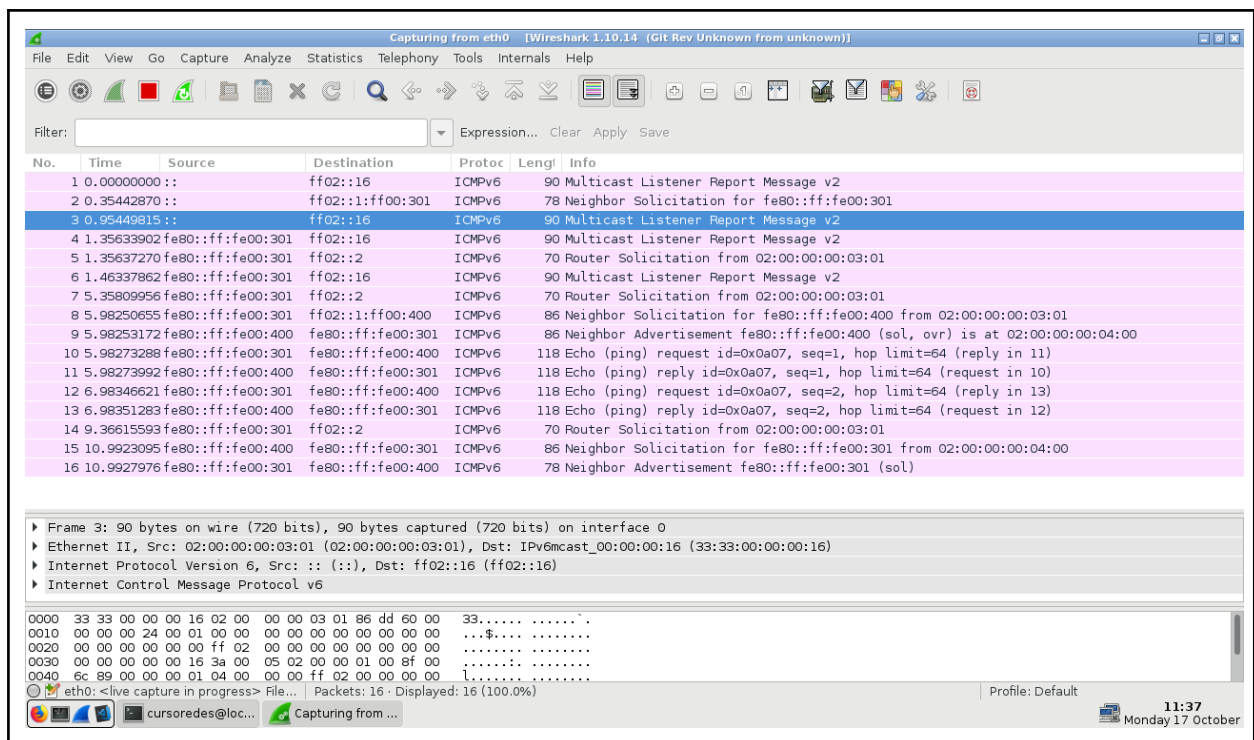 Capturing from eth0 [Wireshark 1.10.14 (Git Rev Unknown from unknown)]
File Edit View Go Capture Analyze Statistics Telephony Tools Internals Help
Filter: Expression... Clear Apply Save
No. Time Source Destination Protoc Lengt Info
1 0.00000000 :: ff02::16 ICMPv6 90 Multicast Listener Report Message v2
2 0.35442870 :: ff02::1:ff00:301 ICMPv6 78 Neighbor Solicitation for fe80::ff:fe00:301
3 0.95449815 :: ff02::16 ICMPv6 90 Multicast Listener Report Message v2
4 1.35633902 fe80::ff:fe00:301 ff02::16 ICMPv6 90 Multicast Listener Report Message v2
5 1.35637270 fe80::ff:fe00:301 ff02::2 ICMPv6 70 Router Solicitation from 02:00:00:00:03:01
6 1.46337862 fe80::ff:fe00:301 ff02::16 ICMPv6 90 Multicast Listener Report Message v2
7 5.35809956 fe80::ff:fe00:301 ff02::2 ICMPv6 70 Router Solicitation from 02:00:00:00:03:01
8 5.98250655 fe80::ff:fe00:301 ff02::1:ff00:400 ICMPv6 86 Neighbor Solicitation for fe80::ff:fe00:400 from 02:00:00:00:03:01
9 5.98253172 fe80::ff:fe00:400 fe80::ff:fe00:301 ICMPv6 86 Neighbor Advertisement fe80::ff:fe00:400 (sol, ovr) is at 02:00:00:00:04:00
10 5.98273288 fe80::ff:fe00:301 fe80::ff:fe00:400 ICMPv6 118 Echo (ping) request id=0x0a07, seq=1, hop limit=64 (reply in 11)
11 5.98273992 fe80::ff:fe00:400 fe80::ff:fe00:301 ICMPv6 118 Echo (ping) reply id=0x0a07, seq=1, hop limit=64 (request in 10)
12 6.98346621 fe80::ff:fe00:301 fe80::ff:fe00:400 ICMPv6 118 Echo (ping) request id=0x0a07, seq=2, hop limit=64 (reply in 13)
13 6.98351283 fe80::ff:fe00:400 fe80::ff:fe00:301 ICMPv6 118 Echo (ping) reply id=0x0a07, seq=2, hop limit=64 (request in 12)
14 9.36615593 fe80::ff:fe00:301 ff02::2 ICMPv6 70 Router Solicitation from 02:00:00:00:03:01
15 10.9923095 fe80::ff:fe00:400 fe80::ff:fe00:301 ICMPv6 86 Neighbor Solicitation for fe80::ff:fe00:301 from 02:00:00:00:04:00
16 10.9927976 fe80::ff:fe00:301 fe80::ff:fe00:400 ICMPv6 78 Neighbor Advertisement fe80::ff:fe00:301 (sol)
Frame 3: 90 bytes on wire (720 bits), 90 bytes captured (720 bits) on interface 0
Ethernet II, Src: 02:00:00:00:03:01 (02:00:00:00:03:01), Dst: IPv6mcast_00:00:00:16 (33:33:00:00:00:16)
Internet Protocol Version 6, Src: :: (::), Dst: ff02::16 (ff02::16)
Internet Control Message Protocol v6
0000 33 33 00 00 00 16 02 00 00 00 03 01 86 dd 60 00 33...... ......`.
0010 00 00 00 24 00 01 00 00 00 00 00 00 00 00 00 00 ...$.... ........
0020 00 00 00 00 00 00 ff 02 00 00 00 00 00 00 00 00 ........ ........
0030 00 00 00 00 00 16 3a 00 05 02 00 00 01 00 8f 00 ......:. ........
0040 6c 89 00 00 00 01 04 00 00 00 ff 02 00 00 00 00 l....... ........
eth0: <live capture in progress> File... Packets: 16 · Displayed: 16 (100.0%) Profile: Default
cursoredes@loc... Capturing from ... 11:37
Monday 17 October